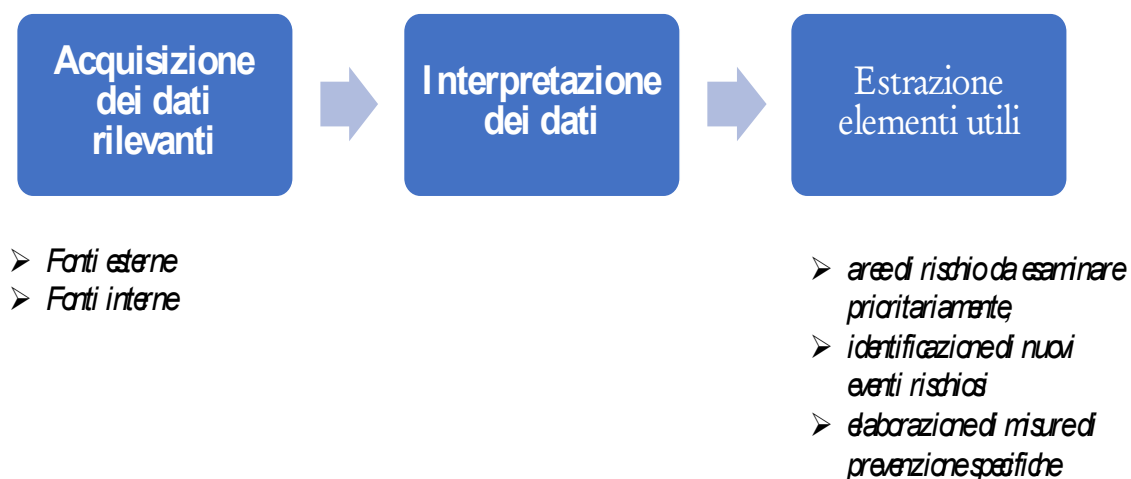 Acquisizione
dei dati
rilevanti
Interpretazione
dei dati
Estrazione
elementi utili
➢ Fonti esterne
➢ Fonti interne
➢ aree di rischio da esaminare
prioritariamente,
➢ identificazione di nuovi
eventi rischiosi
➢ elaborazione di misure di
prevenzione specifiche